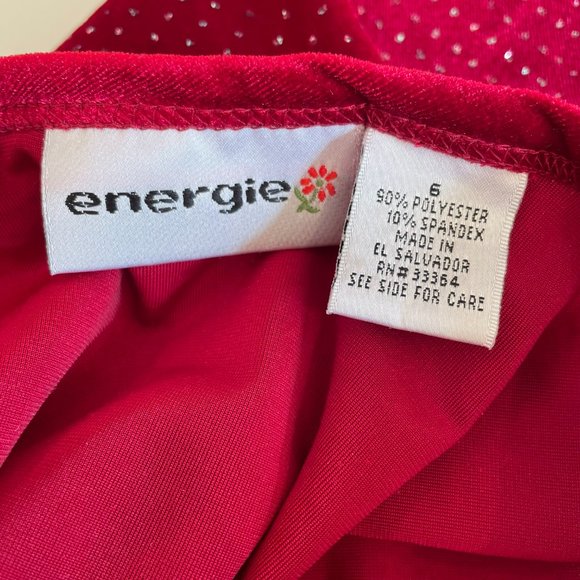 energie
6
90% POLYESTER
10% SPANDEX
MADE IN
EL SALVADOR
RN# 33364
SEE SIDE FOR CARE